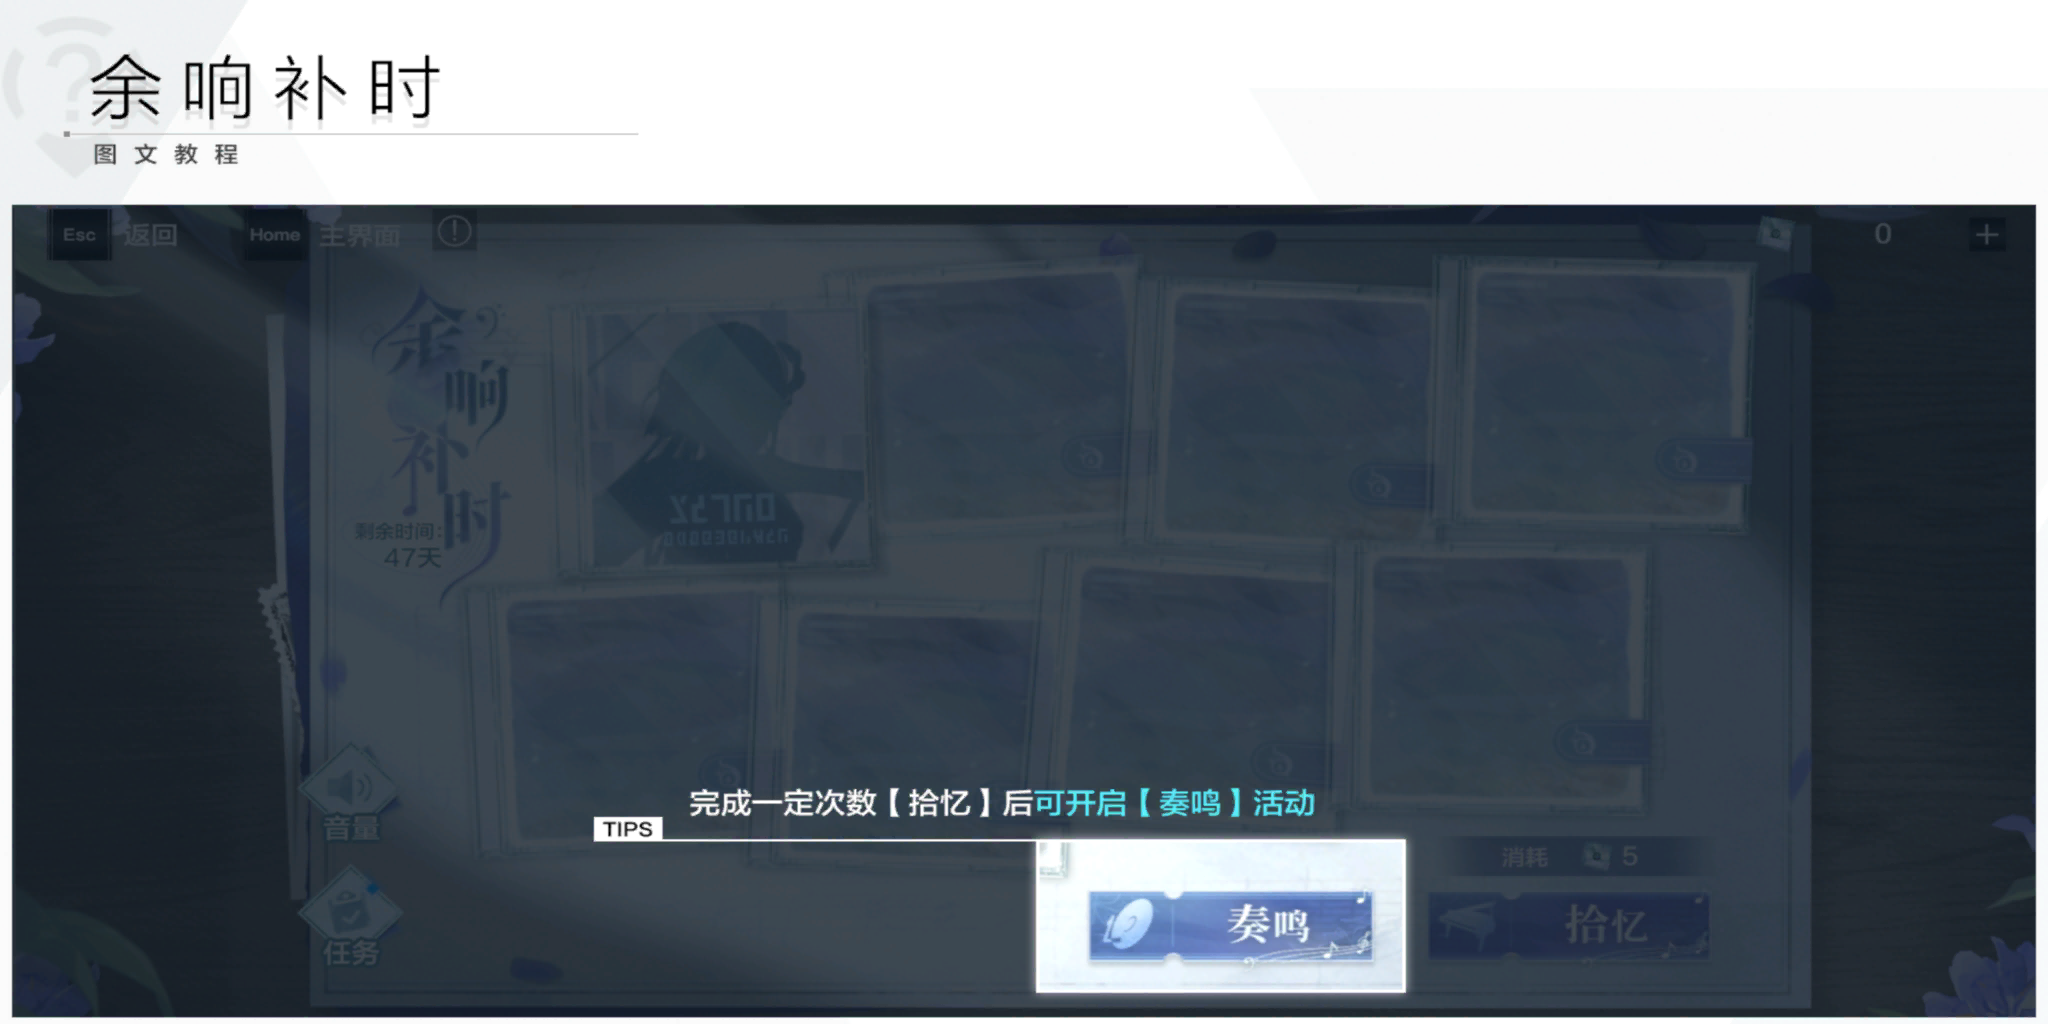 余响补时
图文教程
Esc 返回 Home 主界面 0 +
余响补时
剩余时间:
47天
完成一定次数【拾忆】后可开启【奏鸣】活动
TIPS
音量
消耗 5
奏鸣 拾忆
任务